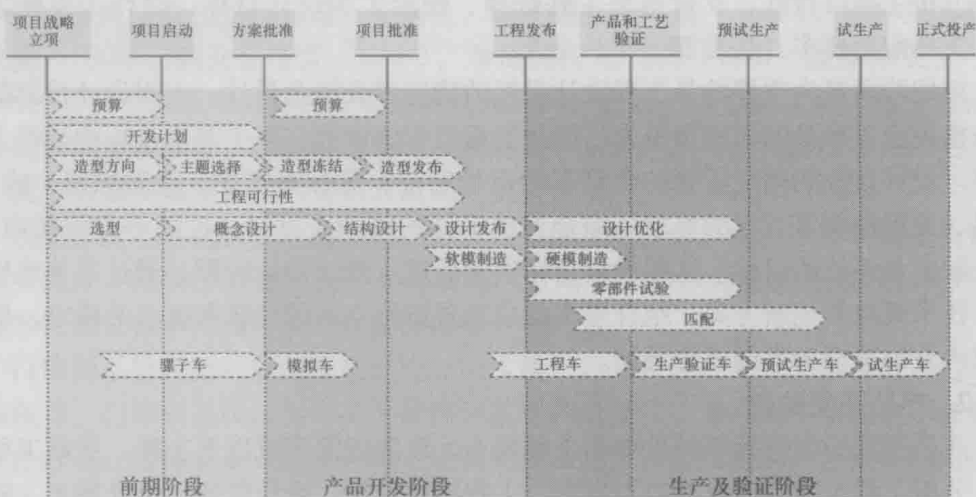 项目战略
立项
项目启动
方案批准
项目批准
工程发布
产品和工艺
验证
预试生产
试生产
正式投产
预算
预算
开发计划
造型方向
主题选择
造型冻结
造型发布
工程可行性
选型
概念设计
结构设计
设计发布
设计优化
软模制造
硬模制造
零部件试验
匹配
骡子车
模拟车
工程车
生产验证车
预试生产车
试生产车
前期阶段
产品开发阶段
生产及验证阶段